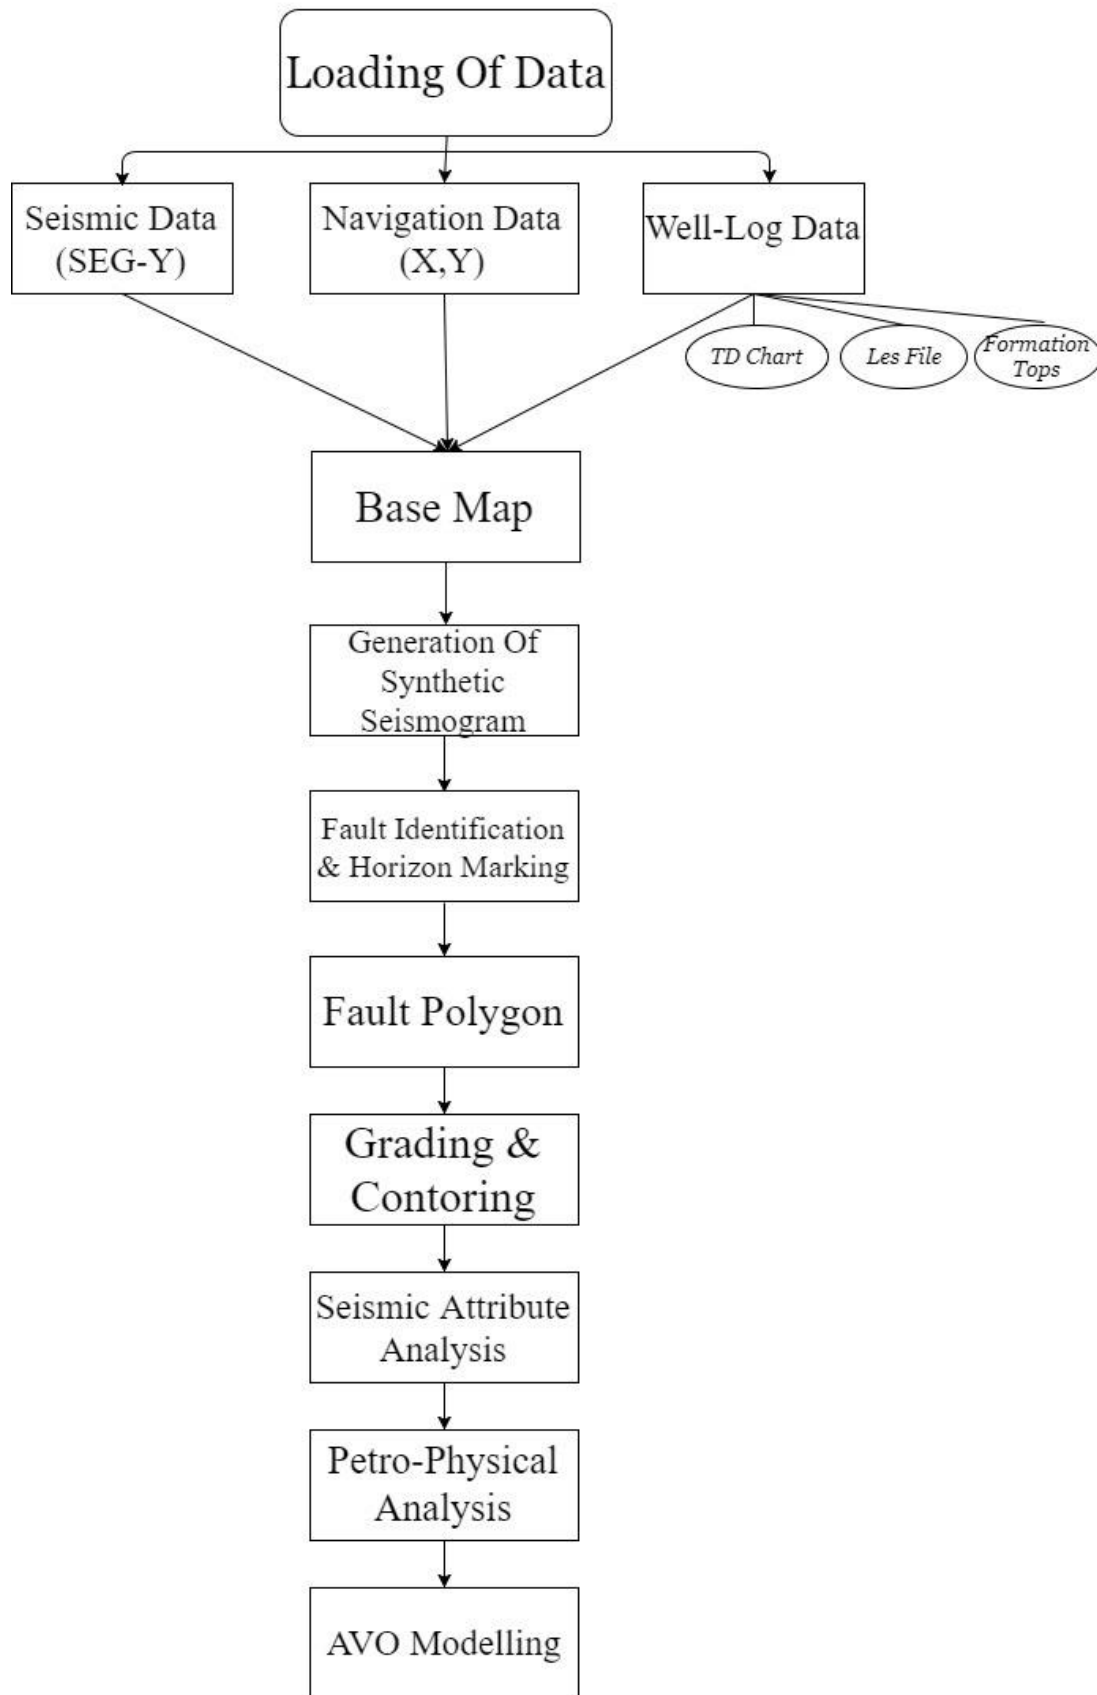 Loading Of Data
Seismic Data
(SEG-Y)
Navigation Data
(X,Y)
Well-Log Data
TD Chart
Les File
Formation
Tops
Base Map
Generation Of
Synthetic
Seismogram
Fault Identification
& Horizon Marking
Fault Polygon
Grading &
Contoring
Seismic Attribute
Analysis
Petro-Physical
Analysis
AVO Modelling